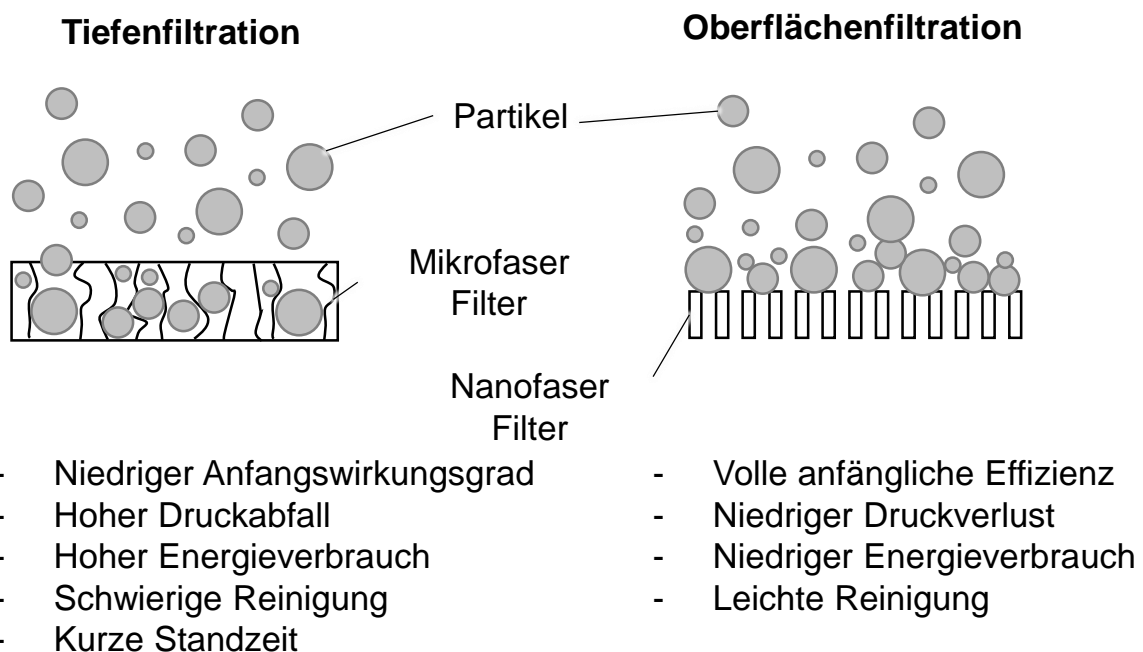 Tiefenfiltration
Oberflächenfiltration
Partikel
Mikrofaser
Filter
Nanofaser
Filter
- Niedriger Anfangswirkungsgrad
- Hoher Druckabfall
- Hoher Energieverbrauch
- Schwierige Reinigung
- Kurze Standzeit
- Volle anfängliche Effizienz
- Niedriger Druckverlust
- Niedriger Energieverbrauch
- Leichte Reinigung